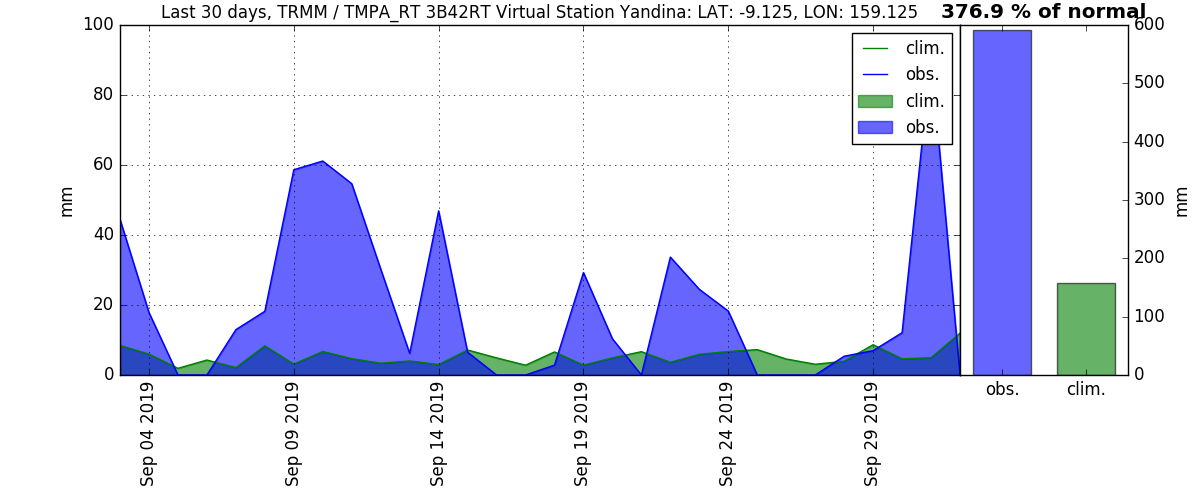 Last 30 days, TRMM / TMPA_RT 3B42RT Virtual Station Yandina: LAT: -9.125, LON: 159.125
376.9 % of normal
100
80
60
40
20
0
mm
clim.
obs.
clim.
obs.
600
500
400
300
200
100
0
mm
obs.
clim.
Sep 04 2019
Sep 09 2019
Sep 14 2019
Sep 19 2019
Sep 24 2019
Sep 29 2019